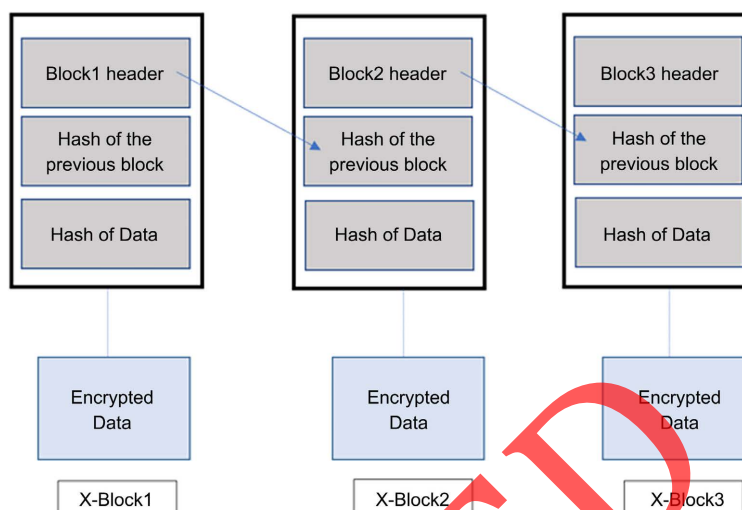 Block1 header
Block2 header
Block3 header
Hash of the
previous block
Hash of the
previous block
Hash of the
previous block
Hash of Data
Hash of Data
Hash of Data
Encrypted
Data
Encrypted
Data
Encrypted
Data
X-Block1
X-Block2
X-Block3